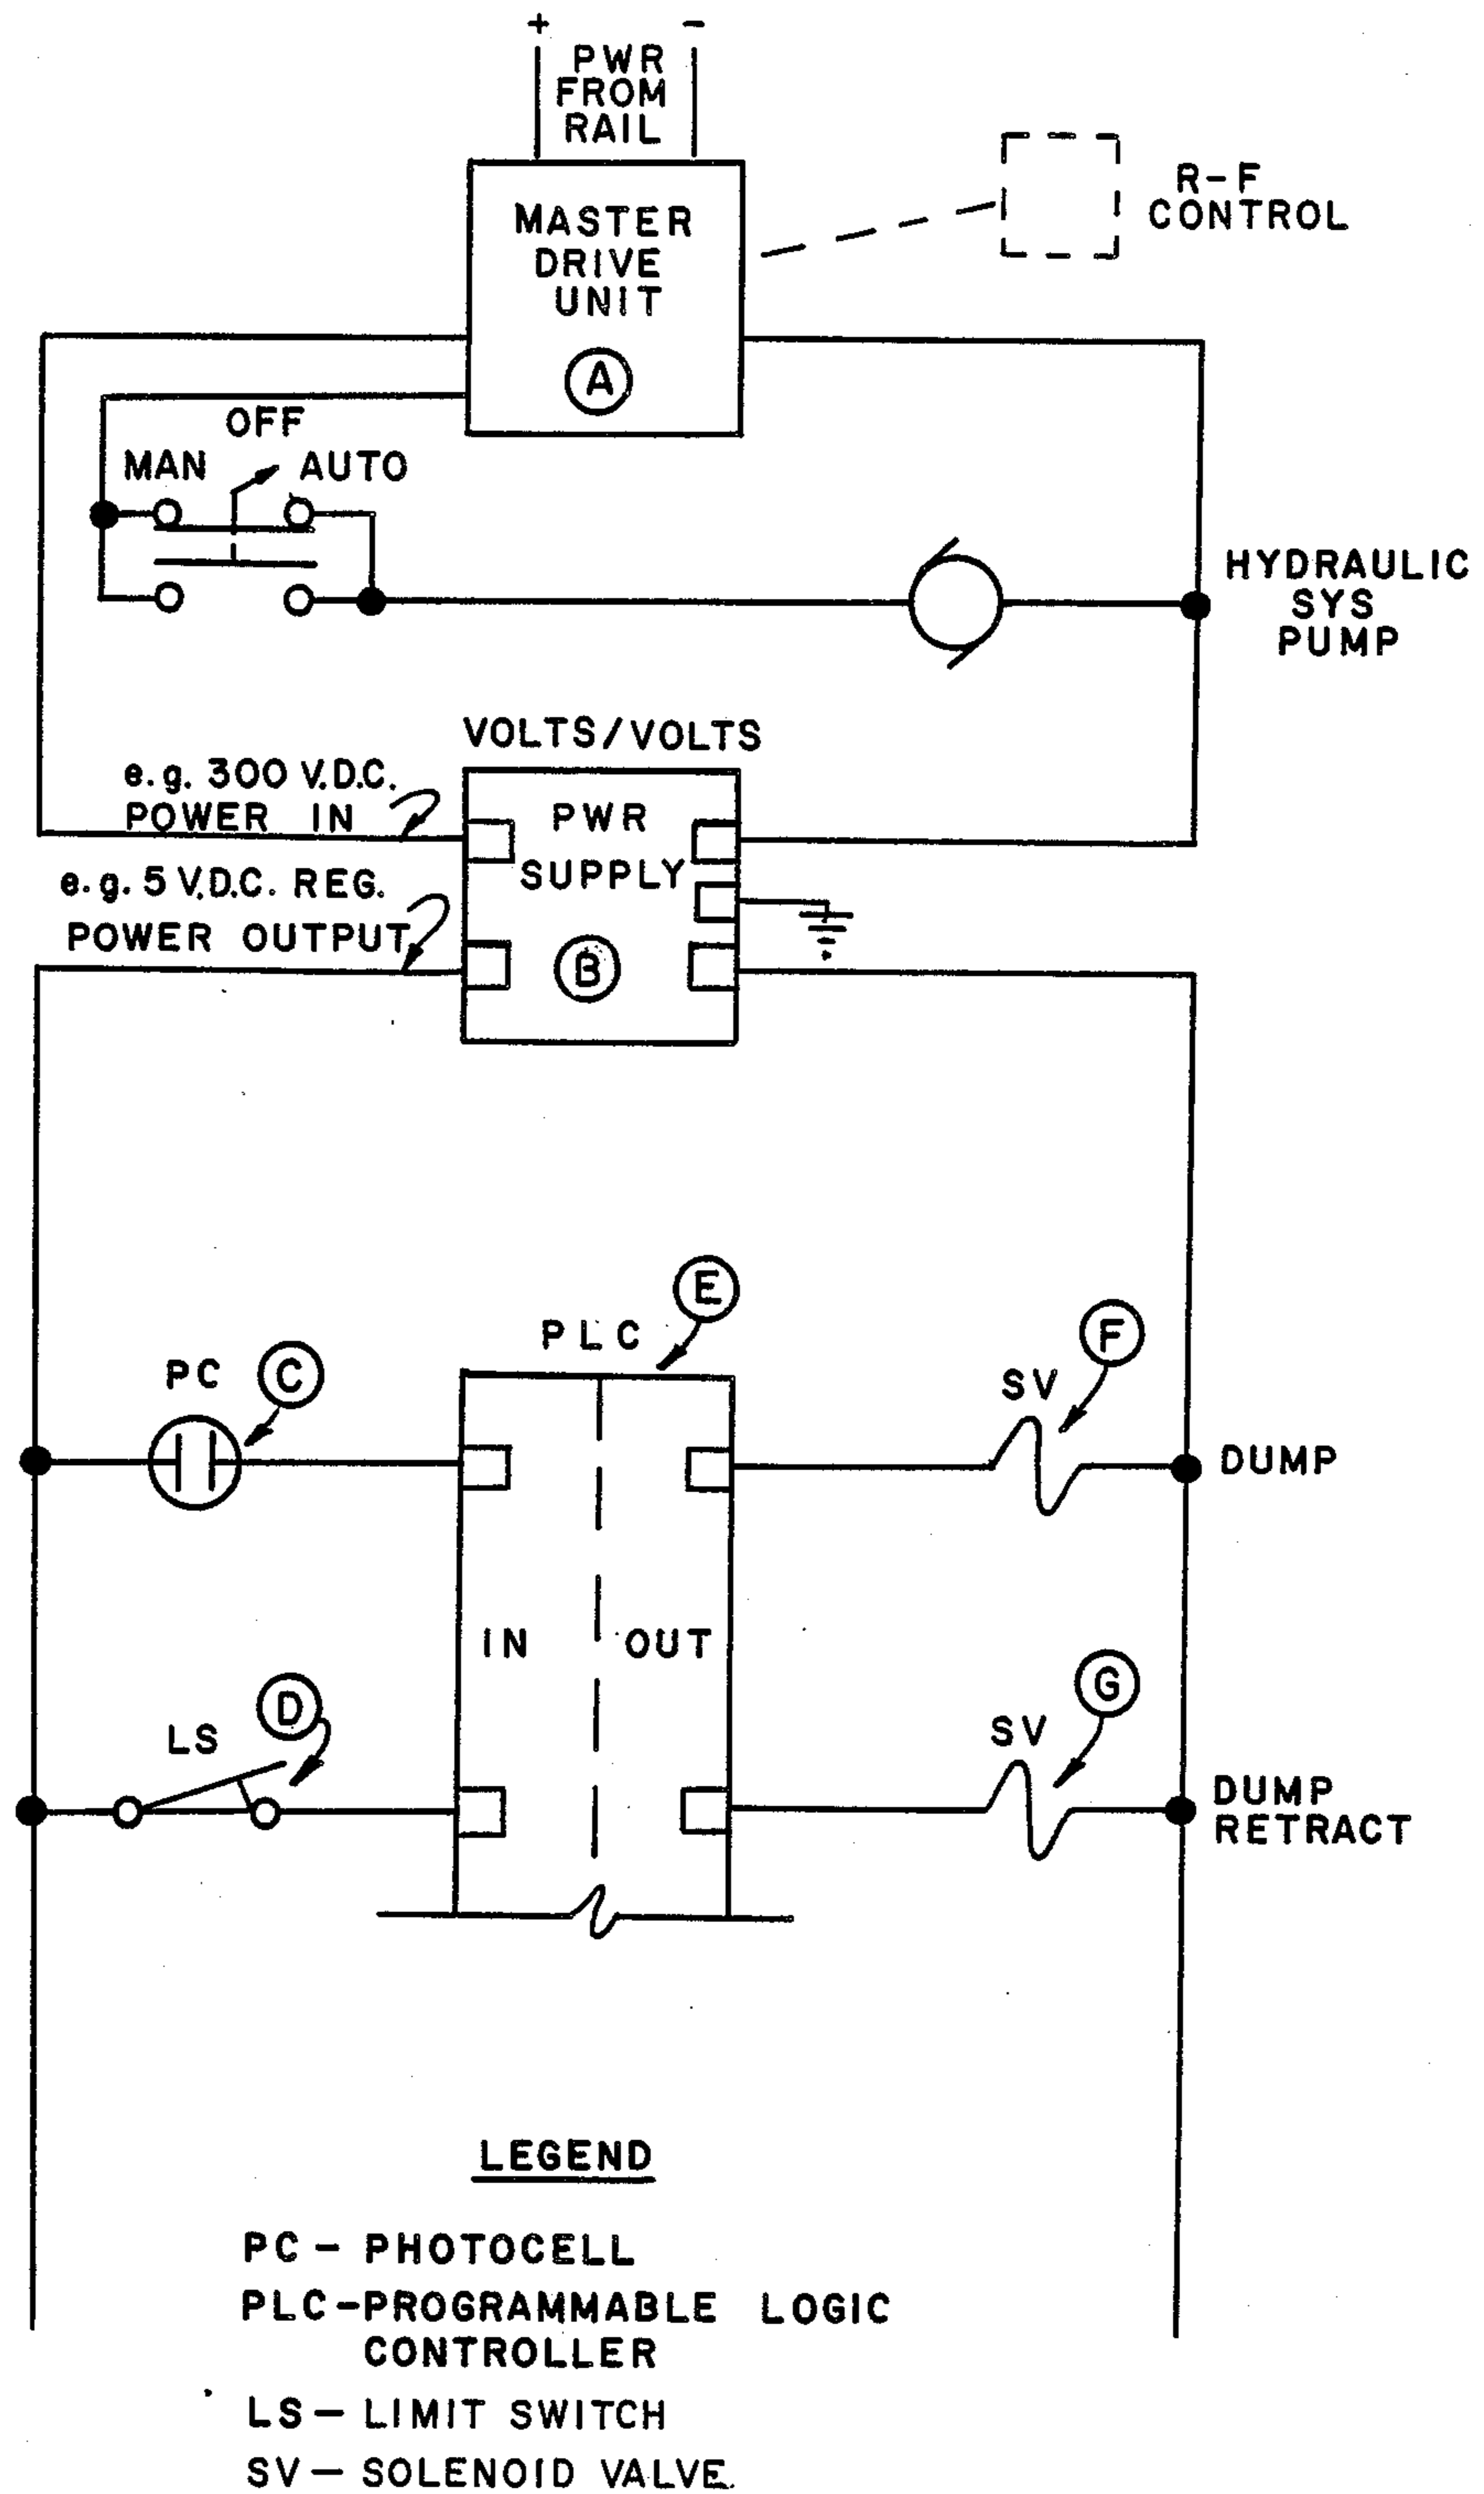 + −
PWR
FROM
RAIL
R-F
CONTROL
MASTER
DRIVE
UNIT
A
OFF
MAN AUTO
HYDRAULIC
SYS
PUMP
VOLTS/VOLTS
e.g. 300 V.D.C.
POWER IN
PWR
SUPPLY
e.g. 5 V.D.C. REG.
POWER OUTPUT
B
E
PLC
F
PC C
SV
DUMP
IN OUT
D
G
LS
SV
DUMP
RETRACT
LEGEND
PC – PHOTOCELL
PLC – PROGRAMMABLE LOGIC
CONTROLLER
LS – LIMIT SWITCH
SV – SOLENOID VALVE.